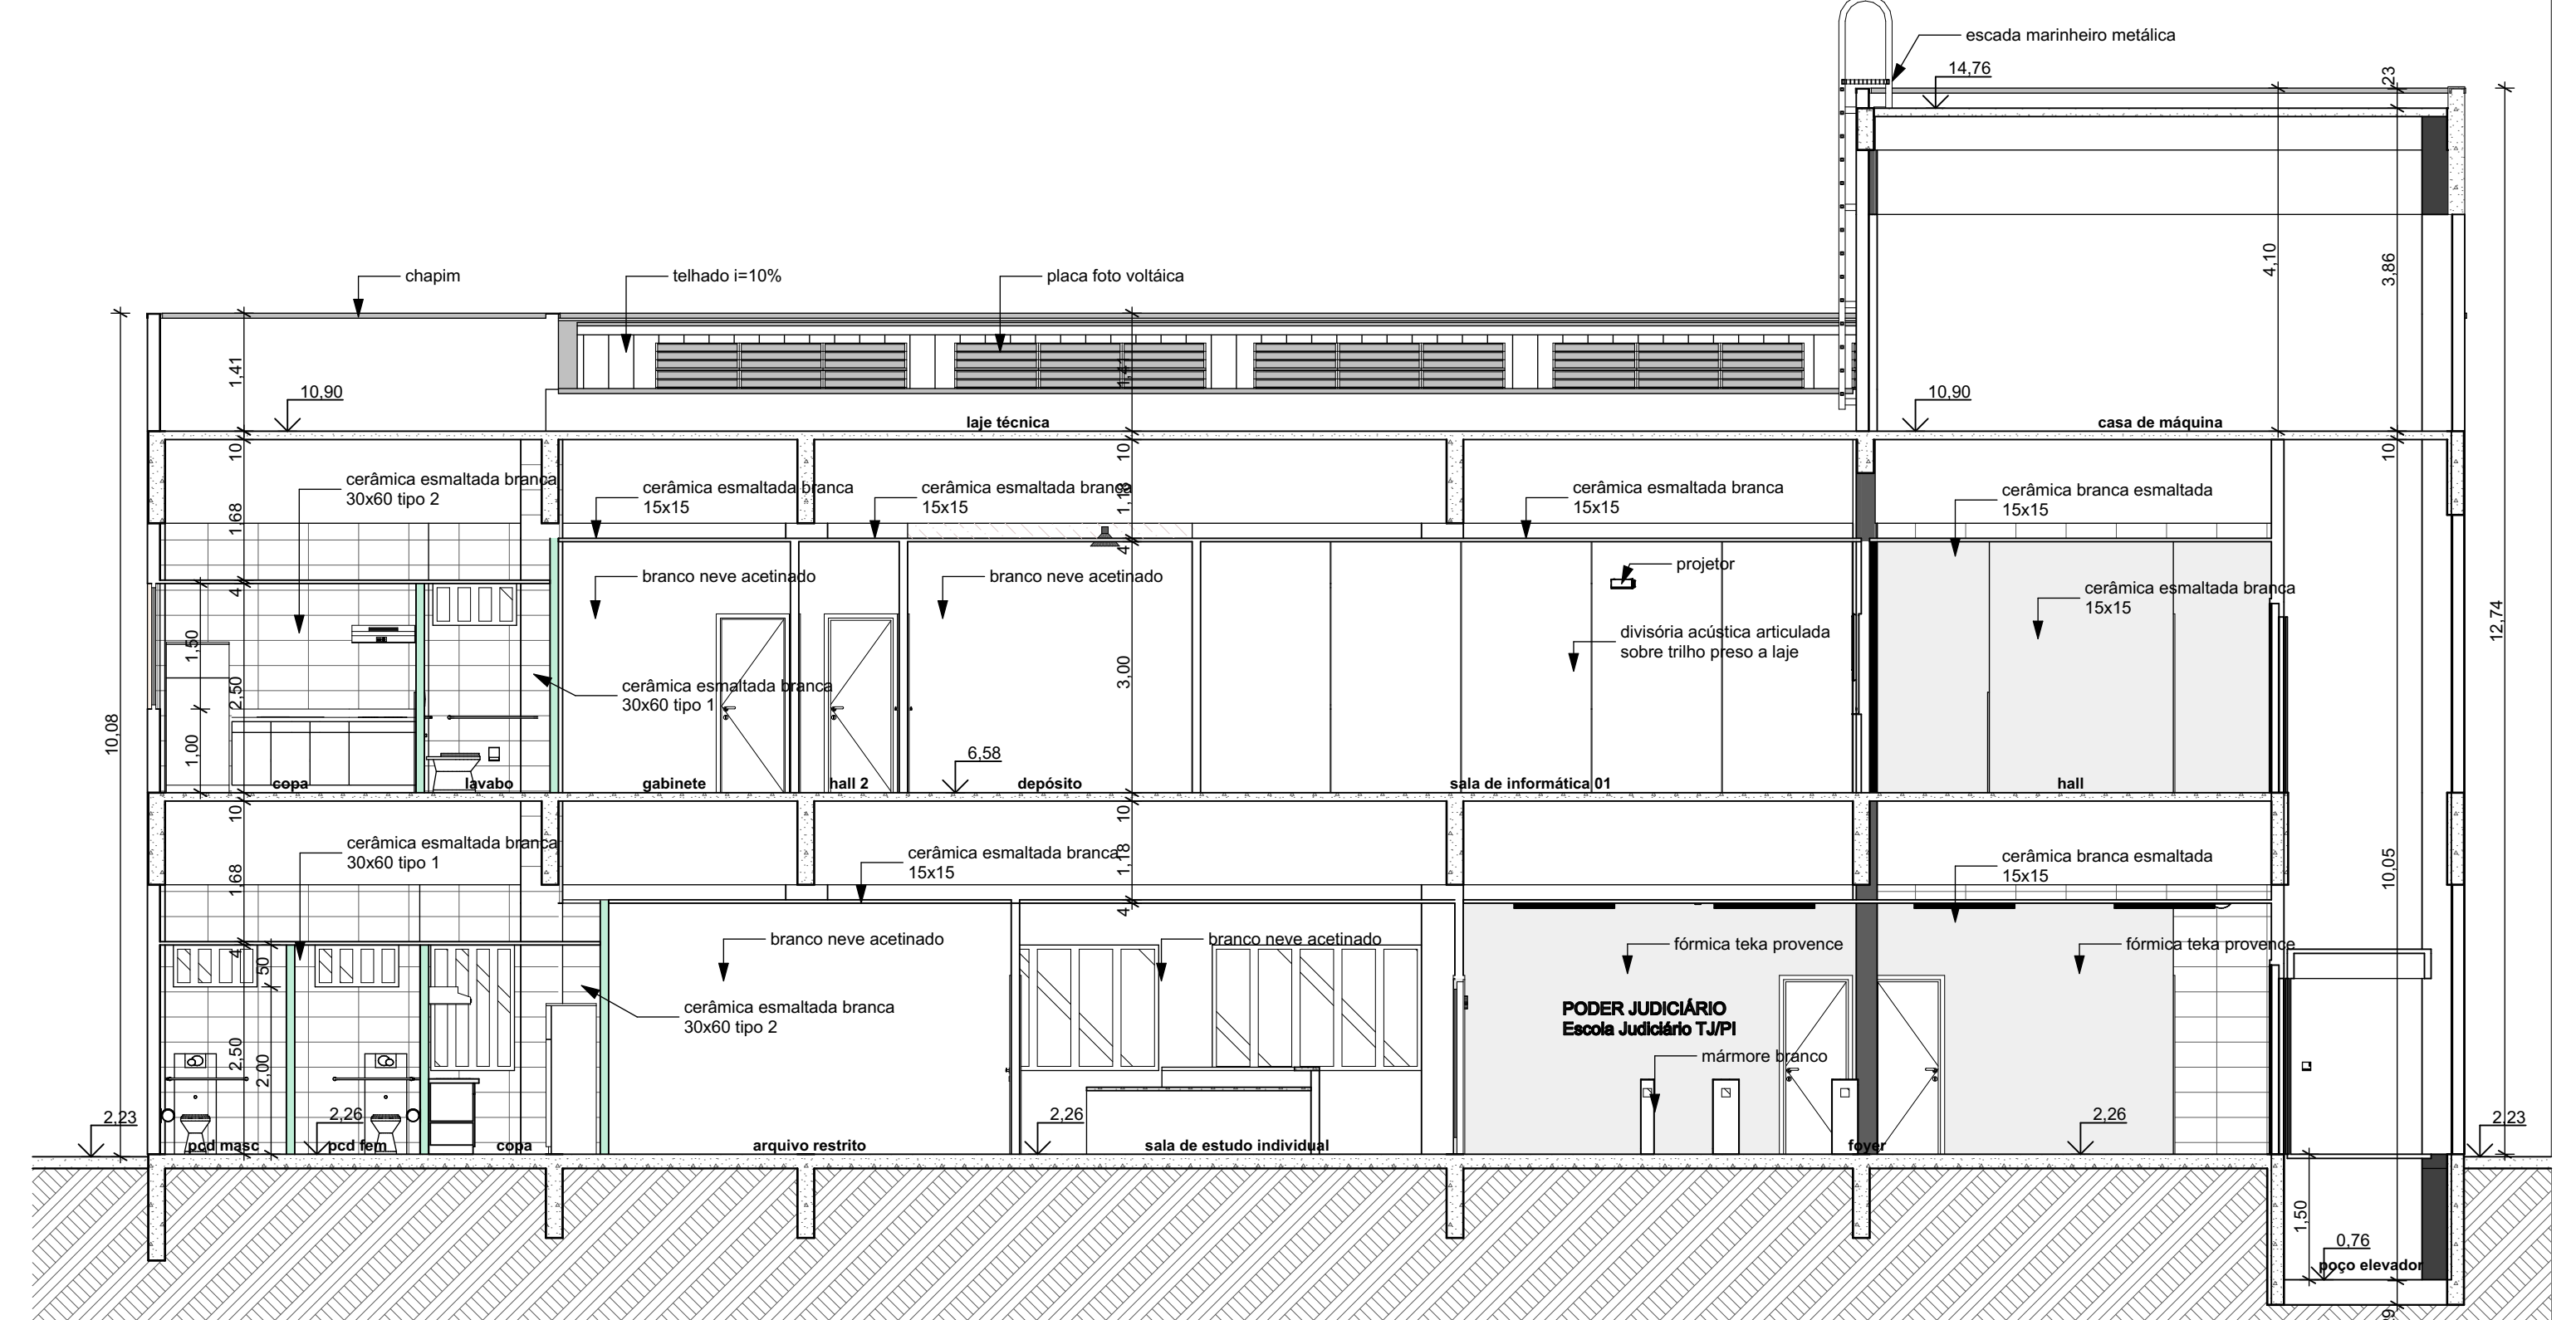 escada marinheiro metálica
14,76
23
chapim
telhado i=10%
placa foto voltáica
4,10
3,86
1,41
1,41
10,90
10,90
laje técnica
casa de máquina
10
10
10
cerâmica esmaltada branca
30x60 tipo 2
cerâmica esmaltada branca
15x15
cerâmica esmaltada branca
15x15
cerâmica esmaltada branca
15x15
cerâmica branca esmaltada
15x15
1,68
1,18
4
4
branco neve acetinado
branco neve acetinado
projetor
cerâmica esmaltada branca
15x15
12,74
divisória acústica articulada
sobre trilho preso a laje
1,50
2,50
3,00
cerâmica esmaltada branca
30x60 tipo 1
10,08
1,00
6,58
copa
lavabo
gabinete
hall 2
depósito
sala de informática 01
hall
10
10
cerâmica esmaltada branca
30x60 tipo 1
cerâmica esmaltada branca
15x15
cerâmica branca esmaltada
15x15
1,68
1,18
10,05
4
4
50
branco neve acetinado
branco neve acetinado
fórmica teka provence
fórmica teka provence
cerâmica esmaltada branca
30x60 tipo 2
PODER JUDICIÁRIO
Escola Judiciário TJ/PI
mármore branco
2,50
2,00
2,23
2,26
2,26
2,26
2,23
pcd masc
pcd fem
copa
arquivo restrito
sala de estudo individual
foyer
1,50
0,76
poço elevador